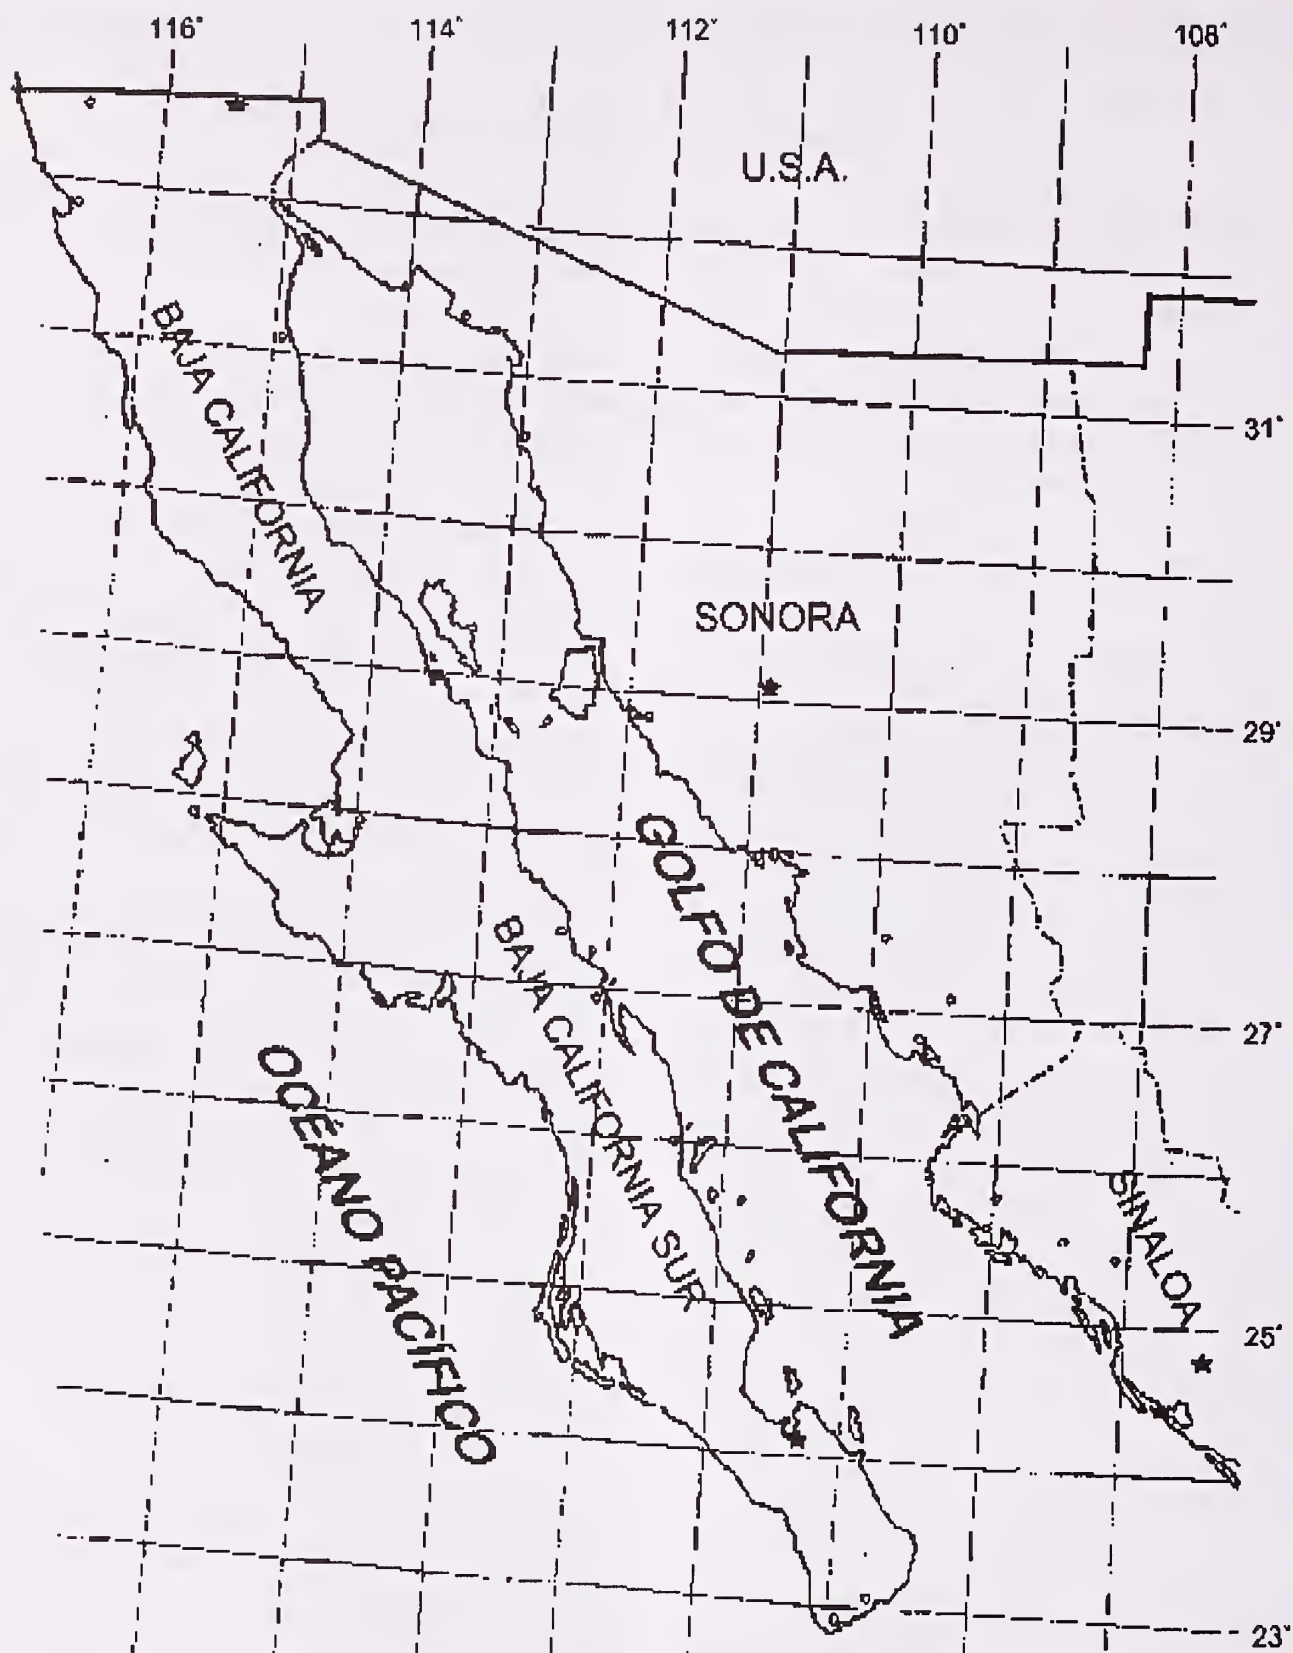 116° 114° 112° 110° 108°
U.S.A.
BAJA CALIFORNIA
31°
SONORA
29°
GOLFO DE CALIFORNIA
BAJA CALIFORNIA SUR
27°
OCÉANO PACÍFICO
SINALOA
25°
23°